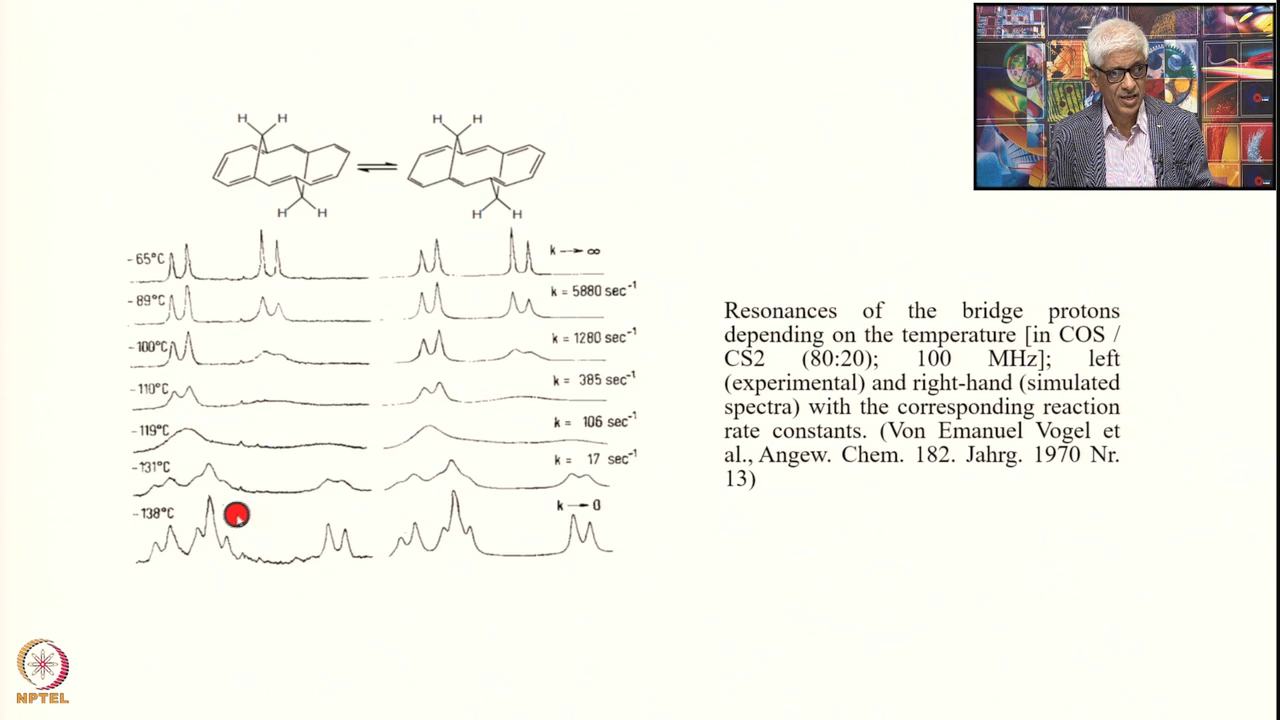 H H H H
H H H H
-65°C k → ∞
-89°C k = 5880 sec⁻¹
-100°C k = 1280 sec⁻¹
-110°C k = 385 sec⁻¹
-119°C k = 106 sec⁻¹
-131°C k = 17 sec⁻¹
-138°C k → 0
Resonances of the bridge protons
depending on the temperature [in COS /
CS2 (80:20); 100 MHz]; left
(experimental) and right-hand (simulated
spectra) with the corresponding reaction
rate constants. (Von Emanuel Vogel et
al., Angew. Chem. 182. Jahrg. 1970 Nr.
13)
NPTEL